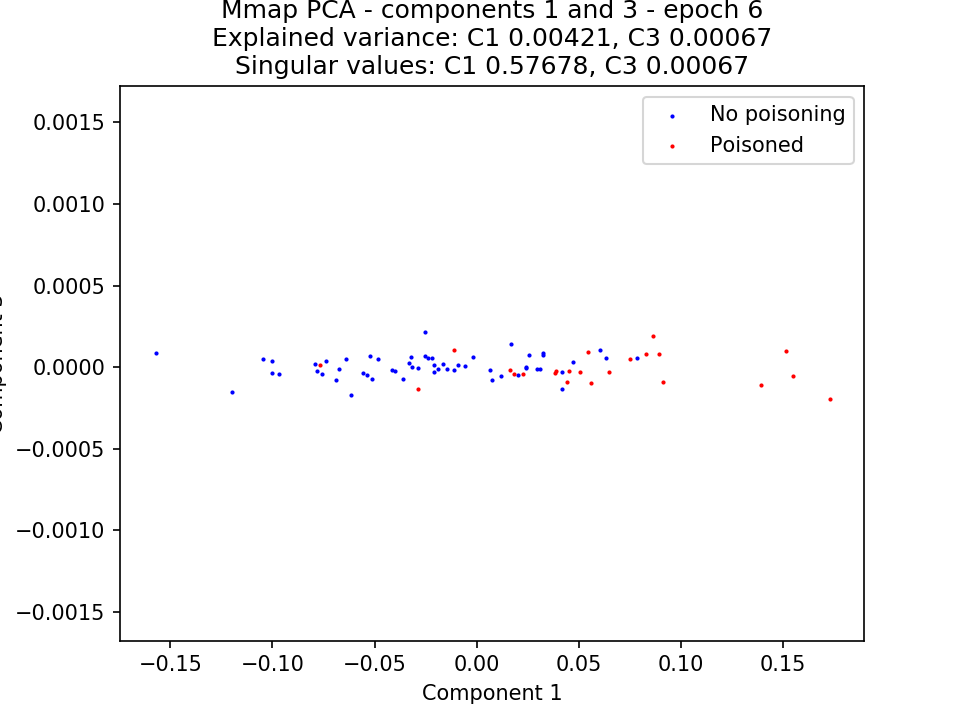 Mmap PCA - components 1 and 3 - epoch 6
Explained variance: C1 0.00421, C3 0.00067
Singular values: C1 0.57678, C3 0.00067
No poisoning
Poisoned
0.0015
0.0010
0.0005
0.0000
−0.0005
−0.0010
−0.0015
−0.15
−0.10
−0.05
0.00
0.05
0.10
0.15
Component 1